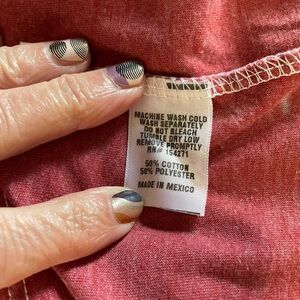 MACHINE WASH COLD
WASH SEPARATELY
DO NOT BLEACH
TUMBLE DRY LOW
REMOVE PROMPTLY
RN# 154271
50% COTTON
50% POLYESTER
MADE IN MEXICO